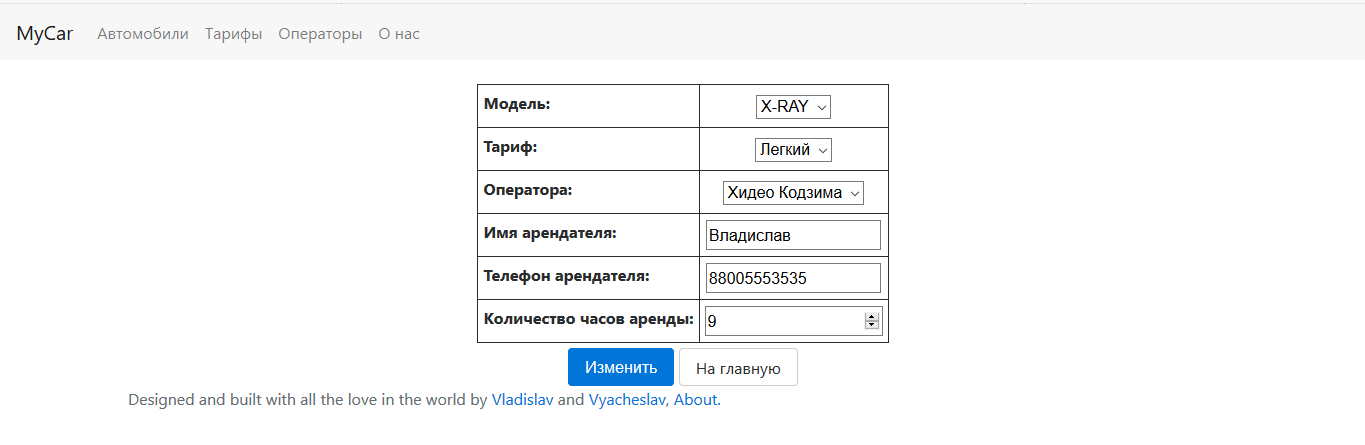 MyCar Автомобили Тарифы Операторы О нас
Модель: X-RAY
Тариф: Легкий
Оператора: Хидео Кодзима
Имя арендателя: Владислав
Телефон арендателя: 88005553535
Количество часов аренды: 9
Изменить На главную
Designed and built with all the love in the world by Vladislav and Vyacheslav, About.